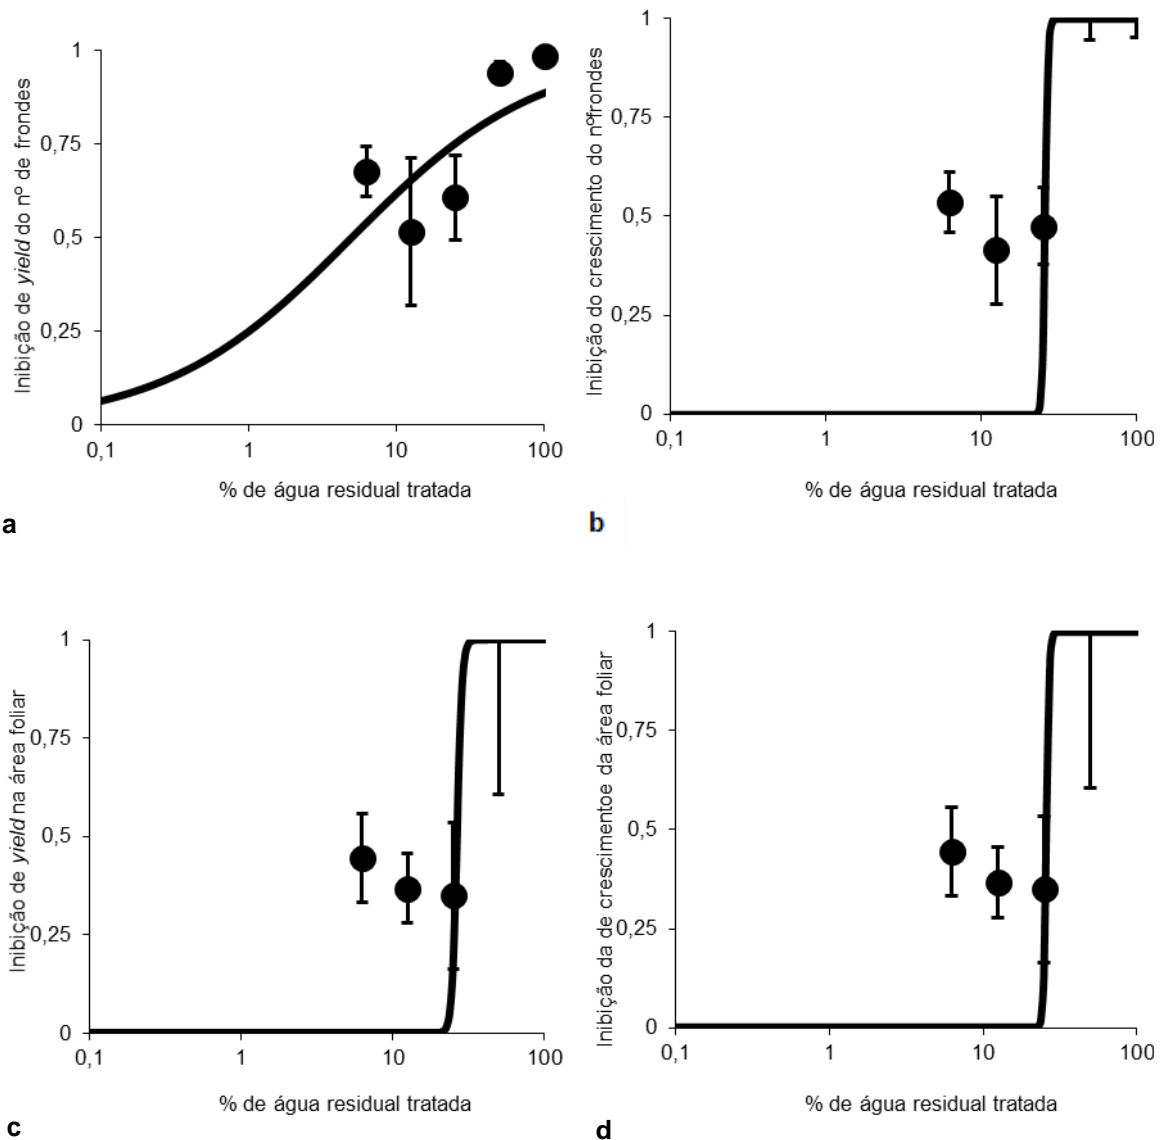 Inibição de yield do nº de frondes
1
0,75
0,5
0,25
0
0,1 1 10 100
% de água residual tratada
a
Inibição do crescimento do nºfrondes
1
0,75
0,5
0,25
0
0,1 1 10 100
% de água residual tratada
b
Inibição de yield na área foliar
1
0,75
0,5
0,25
0
0,1 1 10 100
% de água residual tratada
c
Inibição da de crescimentoe da área foliar
1
0,75
0,5
0,25
0
0,1 1 10 100
% de água residual tratada
d